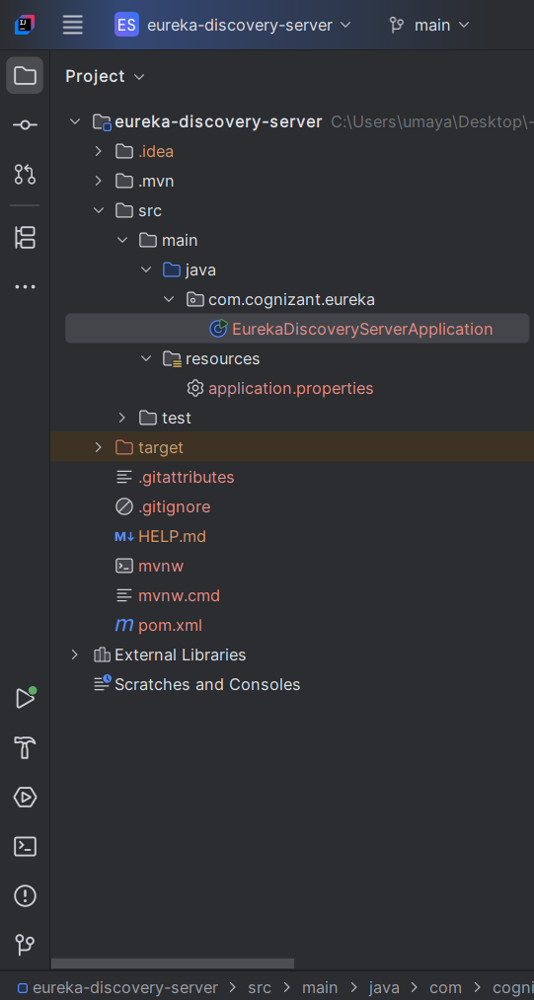 ES eureka-discovery-server main
Project
eureka-discovery-server C:\Users\umaya\Desktop\-
.idea
.mvn
src
main
java
com.cognizant.eureka
EurekaDiscoveryServerApplication
resources
application.properties
test
target
.gitattributes
.gitignore
M↓ HELP.md
mvnw
mvnw.cmd
m pom.xml
External Libraries
Scratches and Consoles
eureka-discovery-server > src > main > java > com > cogni